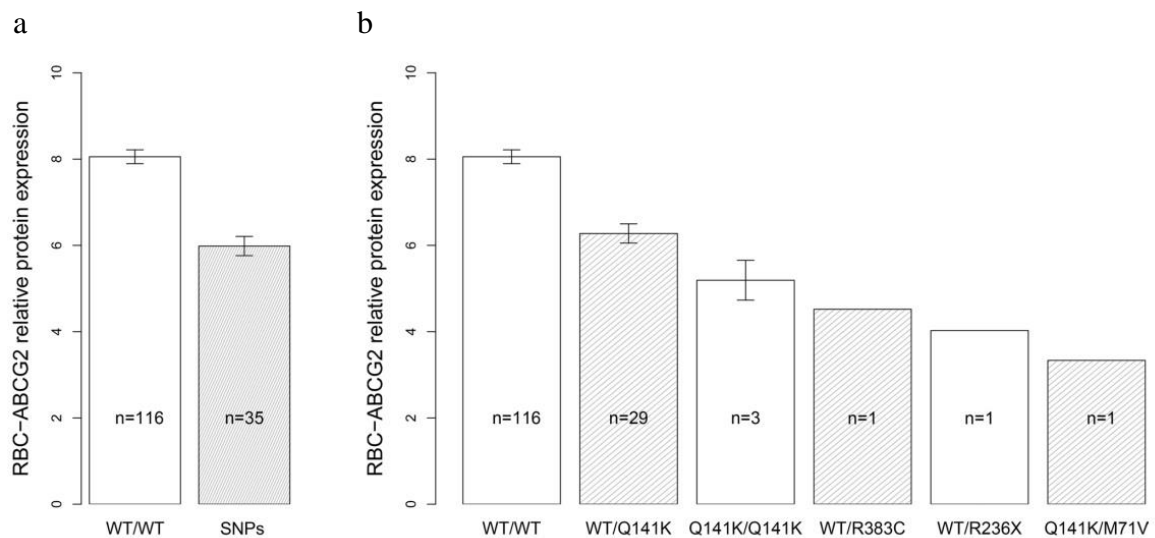 a
b
RBC−ABCG2 relative protein expression
10
8
6
4
2
0
n=116
n=35
WT/WT
SNPs
RBC−ABCG2 relative protein expression
10
8
6
4
2
0
n=116
n=29
n=3
n=1
n=1
n=1
WT/WT
WT/Q141K
Q141K/Q141K
WT/R383C
WT/R236X
Q141K/M71V